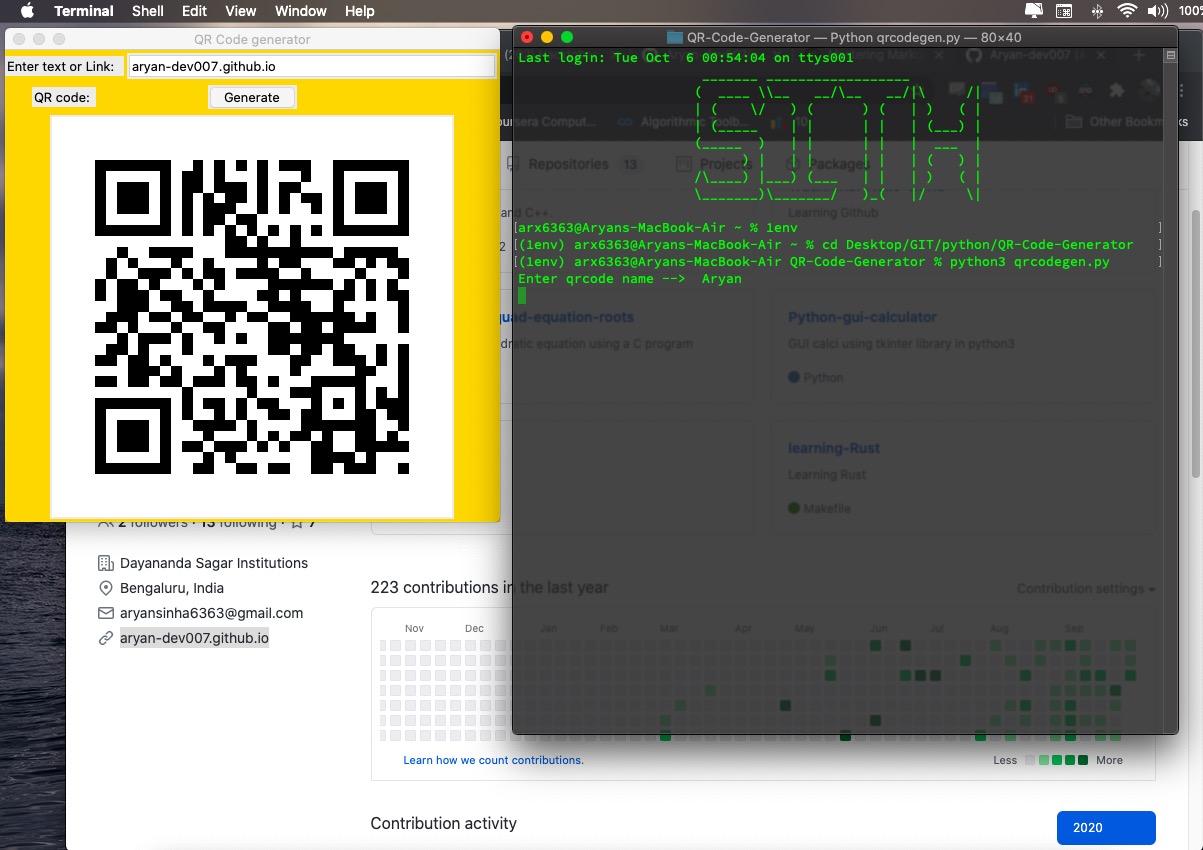 Terminal Shell Edit View Window Help 100
QR Code generator
Enter text or Link: aryan-dev007.github.io
QR code: Generate
QR-Code-Generator — Python qrcodegen.py — 80×40
Last login: Tue Oct  6 00:54:04 on ttys001
[arx6363@Aryans-MacBook-Air ~ % 1env ]
[(1env) arx6363@Aryans-MacBook-Air ~ % cd Desktop/GIT/python/QR-Code-Generator ]
[(1env) arx6363@Aryans-MacBook-Air QR-Code-Generator % python3 qrcodegen.py ]
Enter qrcode name -->  Aryan
Aryan-dev007
oursera Comput... Algorithmic Toolb... Other Bookmarks
Repositories 13 Projects Packages
and C++. Learning Github
quad-equation-roots Python-gui-calculator
dratic equation using a C program GUI calci using tkinter library in python3
Python
learning-Rust
Learning Rust
Makefile
2 followers · 13 following · 7
Dayananda Sagar Institutions
Bengaluru, India
aryansinha6363@gmail.com
aryan-dev007.github.io
223 contributions in the last year Contribution settings
Nov Dec Jan Feb Mar Apr May Jun Jul Aug Sep
Learn how we count contributions. Less More
Contribution activity 2020